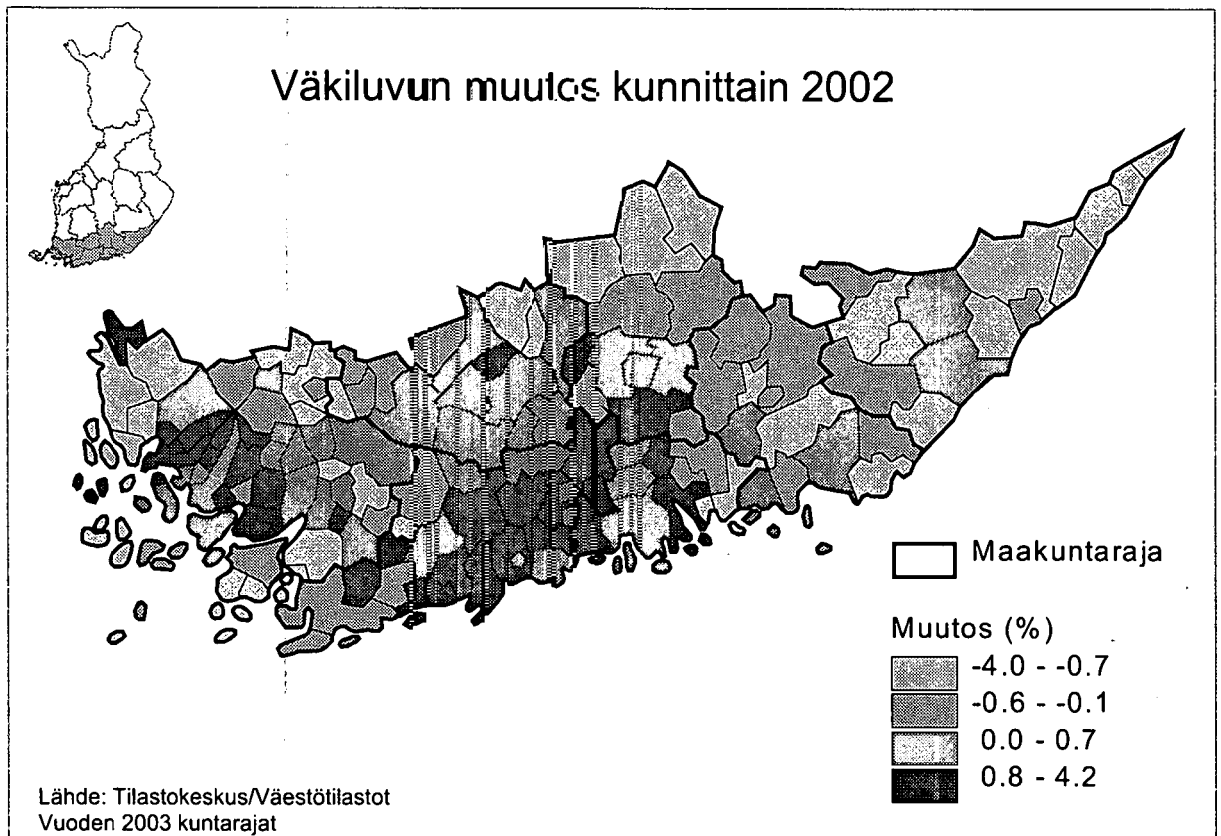 Väkiluvun muutos kunnittain 2002
Maakuntaraja
Muutos (%)
-4.0 - -0.7
-0.6 - -0.1
0.0 - 0.7
0.8 - 4.2
Lähde: Tilastokeskus/Väestötilastot
Vuoden 2003 kuntarajat